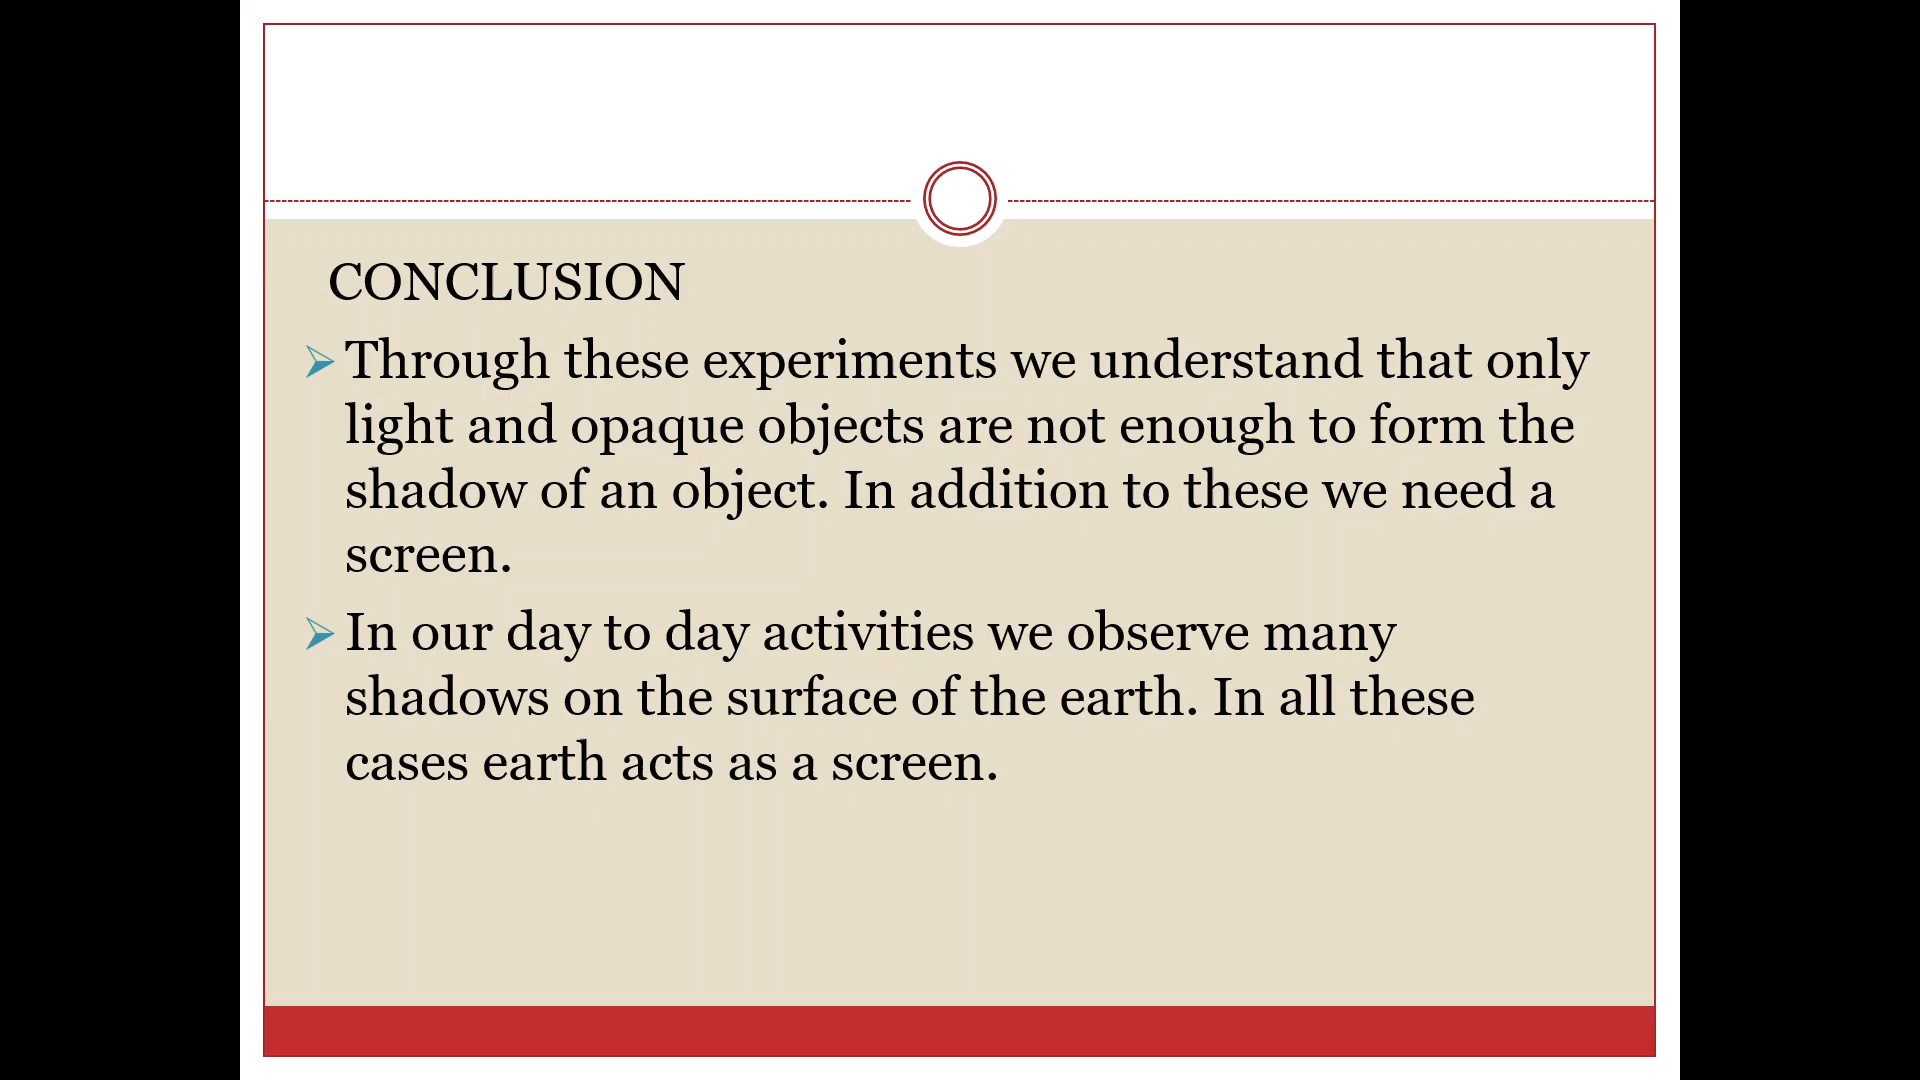 CONCLUSION
Through these experiments we understand that only
light and opaque objects are not enough to form the
shadow of an object. In addition to these we need a
screen.
In our day to day activities we observe many
shadows on the surface of the earth. In all these
cases earth acts as a screen.